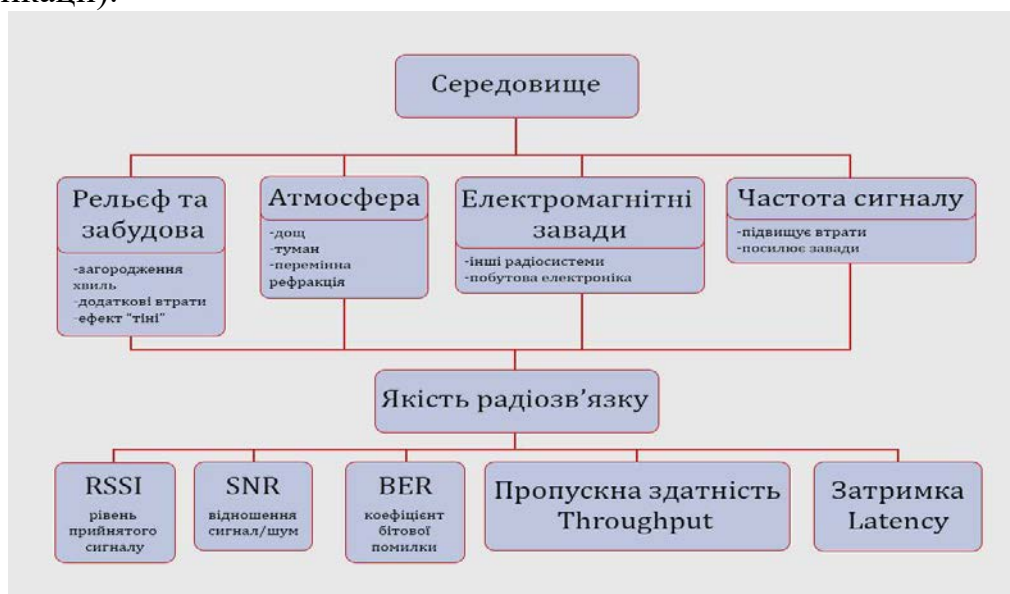 Середовище
Рельєф та
забудова
-загородження
хвиль
-додаткові втрати
-ефект "тіні"
Атмосфера
-дощ
-туман
-перемінна
рефракція
Електромагнітні
завади
-інші радіосистеми
-побутова електроніка
Частота сигналу
-підвищує втрати
-посилює завади
Якість радіозв’язку
RSSI
рівень
прийнятого
сигналу
SNR
відношення
сигнал/шум
BER
коефіцієнт
бітової
помилки
Пропускна здатність
Throughput
Затримка
Latency